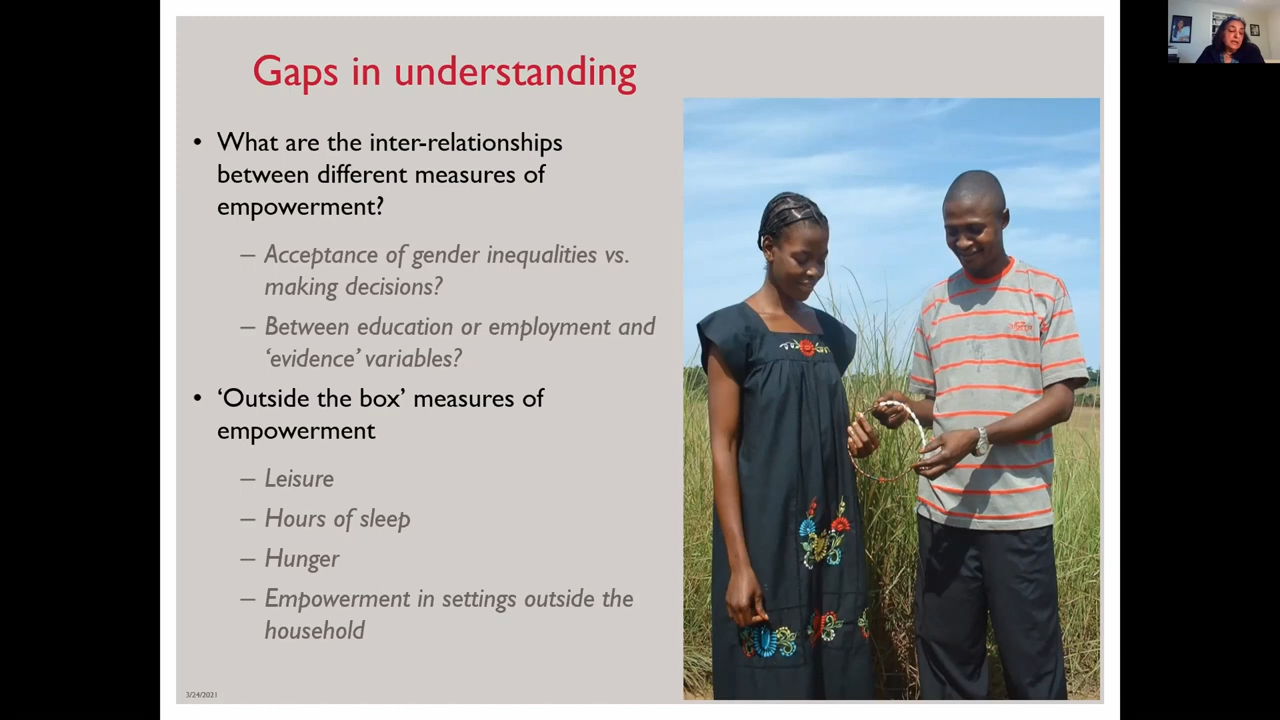 Gaps in understanding
• What are the inter-relationships
between different measures of
empowerment?
– Acceptance of gender inequalities vs.
making decisions?
– Between education or employment and
‘evidence’ variables?
• ‘Outside the box’ measures of
empowerment
– Leisure
– Hours of sleep
– Hunger
– Empowerment in settings outside the
household
3/24/2021